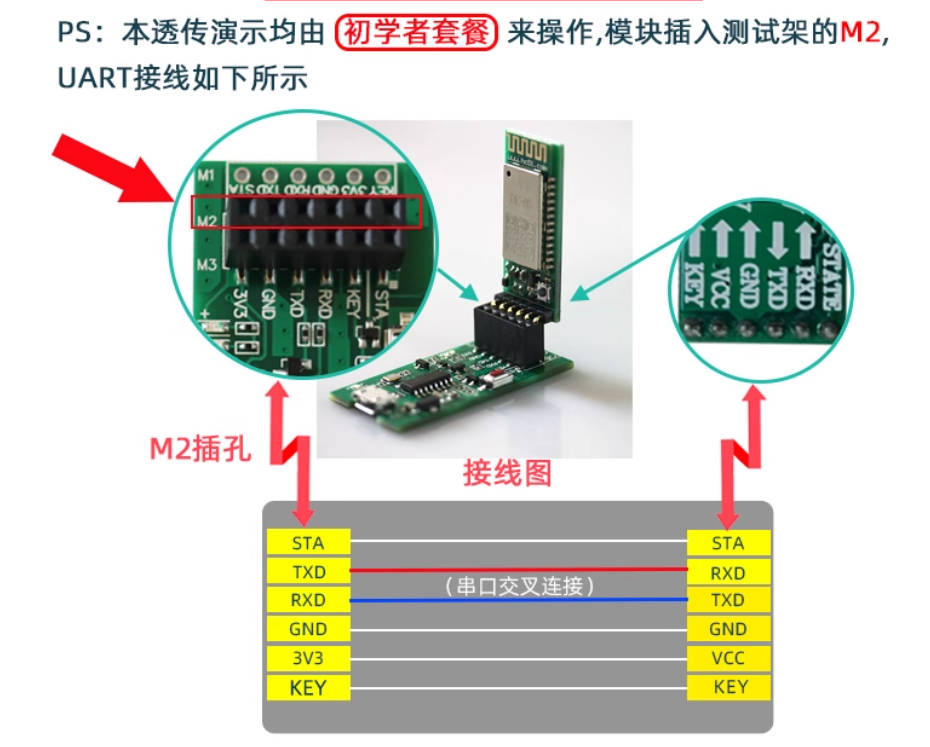 PS：本透传演示均由 初学者套餐 来操作,模块插入测试架的M2,
UART接线如下所示
M1
STA TXD RXD GND 3V3 KEY
M2
M3
3V3 GND TXD RXD KEY STA
KEY VCC GND TXD RXD STATE
M2插孔
接线图
STA STA
TXD RXD
（串口交叉连接）
RXD TXD
GND GND
3V3 VCC
KEY KEY